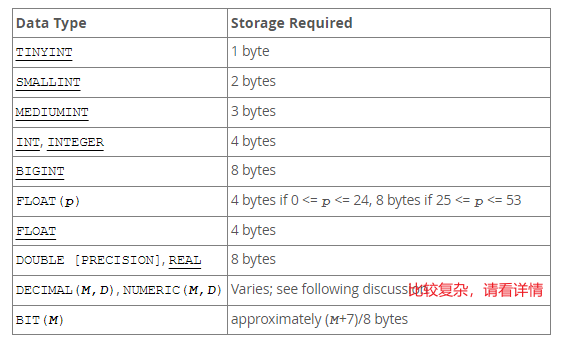 Data Type Storage Required
TINYINT 1 byte
SMALLINT 2 bytes
MEDIUMINT 3 bytes
INT, INTEGER 4 bytes
BIGINT 8 bytes
FLOAT(p) 4 bytes if 0 <= p <= 24, 8 bytes if 25 <= p <= 53
FLOAT 4 bytes
DOUBLE [PRECISION], REAL 8 bytes
DECIMAL(M,D), NUMERIC(M,D) Varies; see following discussion 比较复杂，请看详情
BIT(M) approximately (M+7)/8 bytes